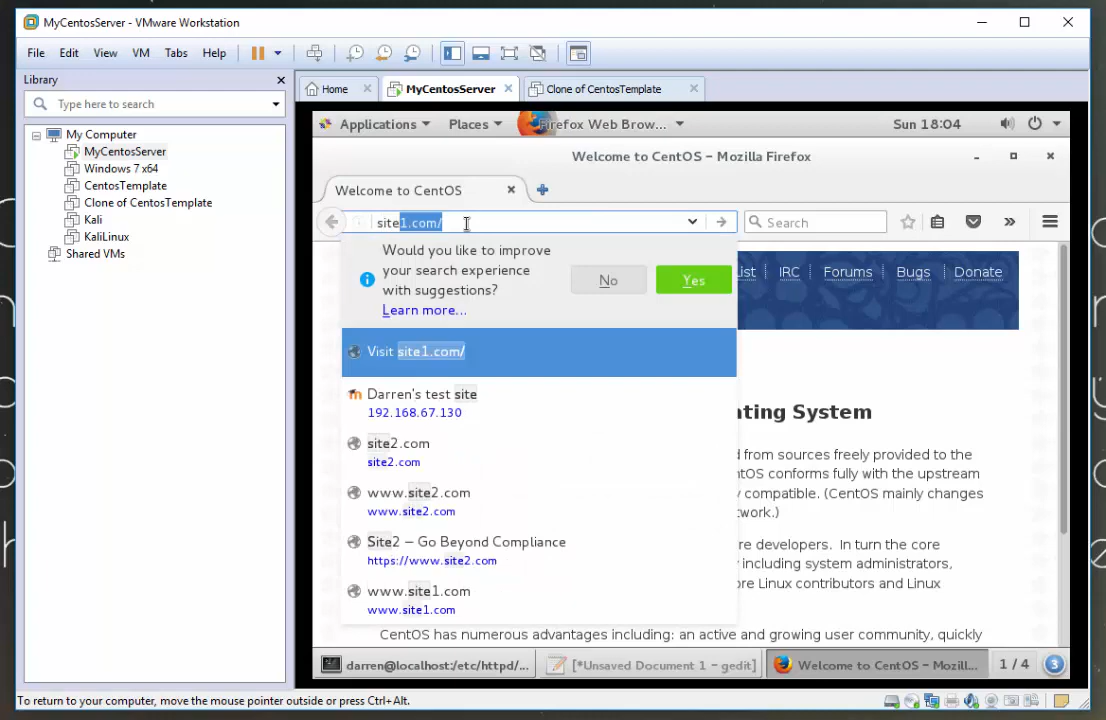 MyCentosServer - VMware Workstation
File Edit View VM Tabs Help
Library
Type here to search
My Computer
MyCentosServer
Windows 7 x64
CentosTemplate
Clone of CentosTemplate
Kali
KaliLinux
Shared VMs
Home MyCentosServer Clone of CentosTemplate
Applications Places Firefox Web Brow... Sun 18:04
Welcome to CentOS - Mozilla Firefox
Welcome to CentOS
site1.com/ Search
Would you like to improve
your search experience
with suggestions?
Learn more...
No Yes
IRC Forums Bugs Donate
Visit site1.com/
Darren's test site
192.168.67.130
System
site2.com
site2.com
www.site2.com
www.site2.com
Site2 – Go Beyond Compliance
https://www.site2.com
www.site1.com
www.site1.com
d from sources freely provided to the
conforms fully with the upstream
compatible. (CentOS mainly changes
developers. In turn the core
including system administrators,
Linux contributors and Linux
CentOS has numerous advantages including: an active and growing user community, quickly
darren@localhost:/etc/httpd/... [*Unsaved Document 1 - gedit] Welcome to CentOS - Mozill... 1 / 4 3
To return to your computer, move the mouse pointer outside or press Ctrl+Alt.